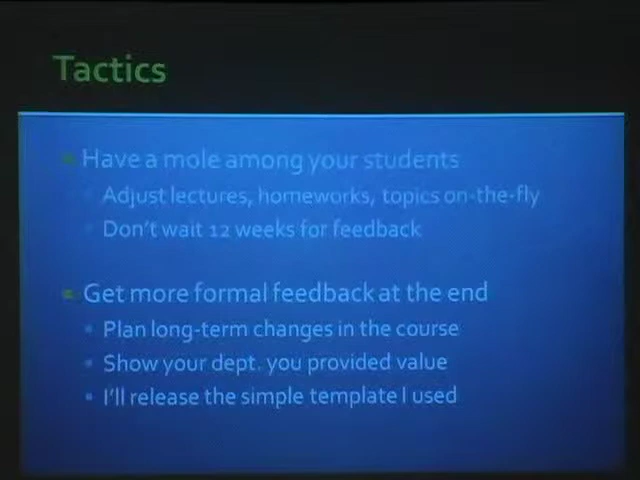 Tactics
Have a mole among your students
Adjust lectures, homeworks, topics on-the-fly
Don't wait 12 weeks for feedback
Get more formal feedback at the end
Plan long-term changes in the course
Show your dept. you provided value
I'll release the simple template I used